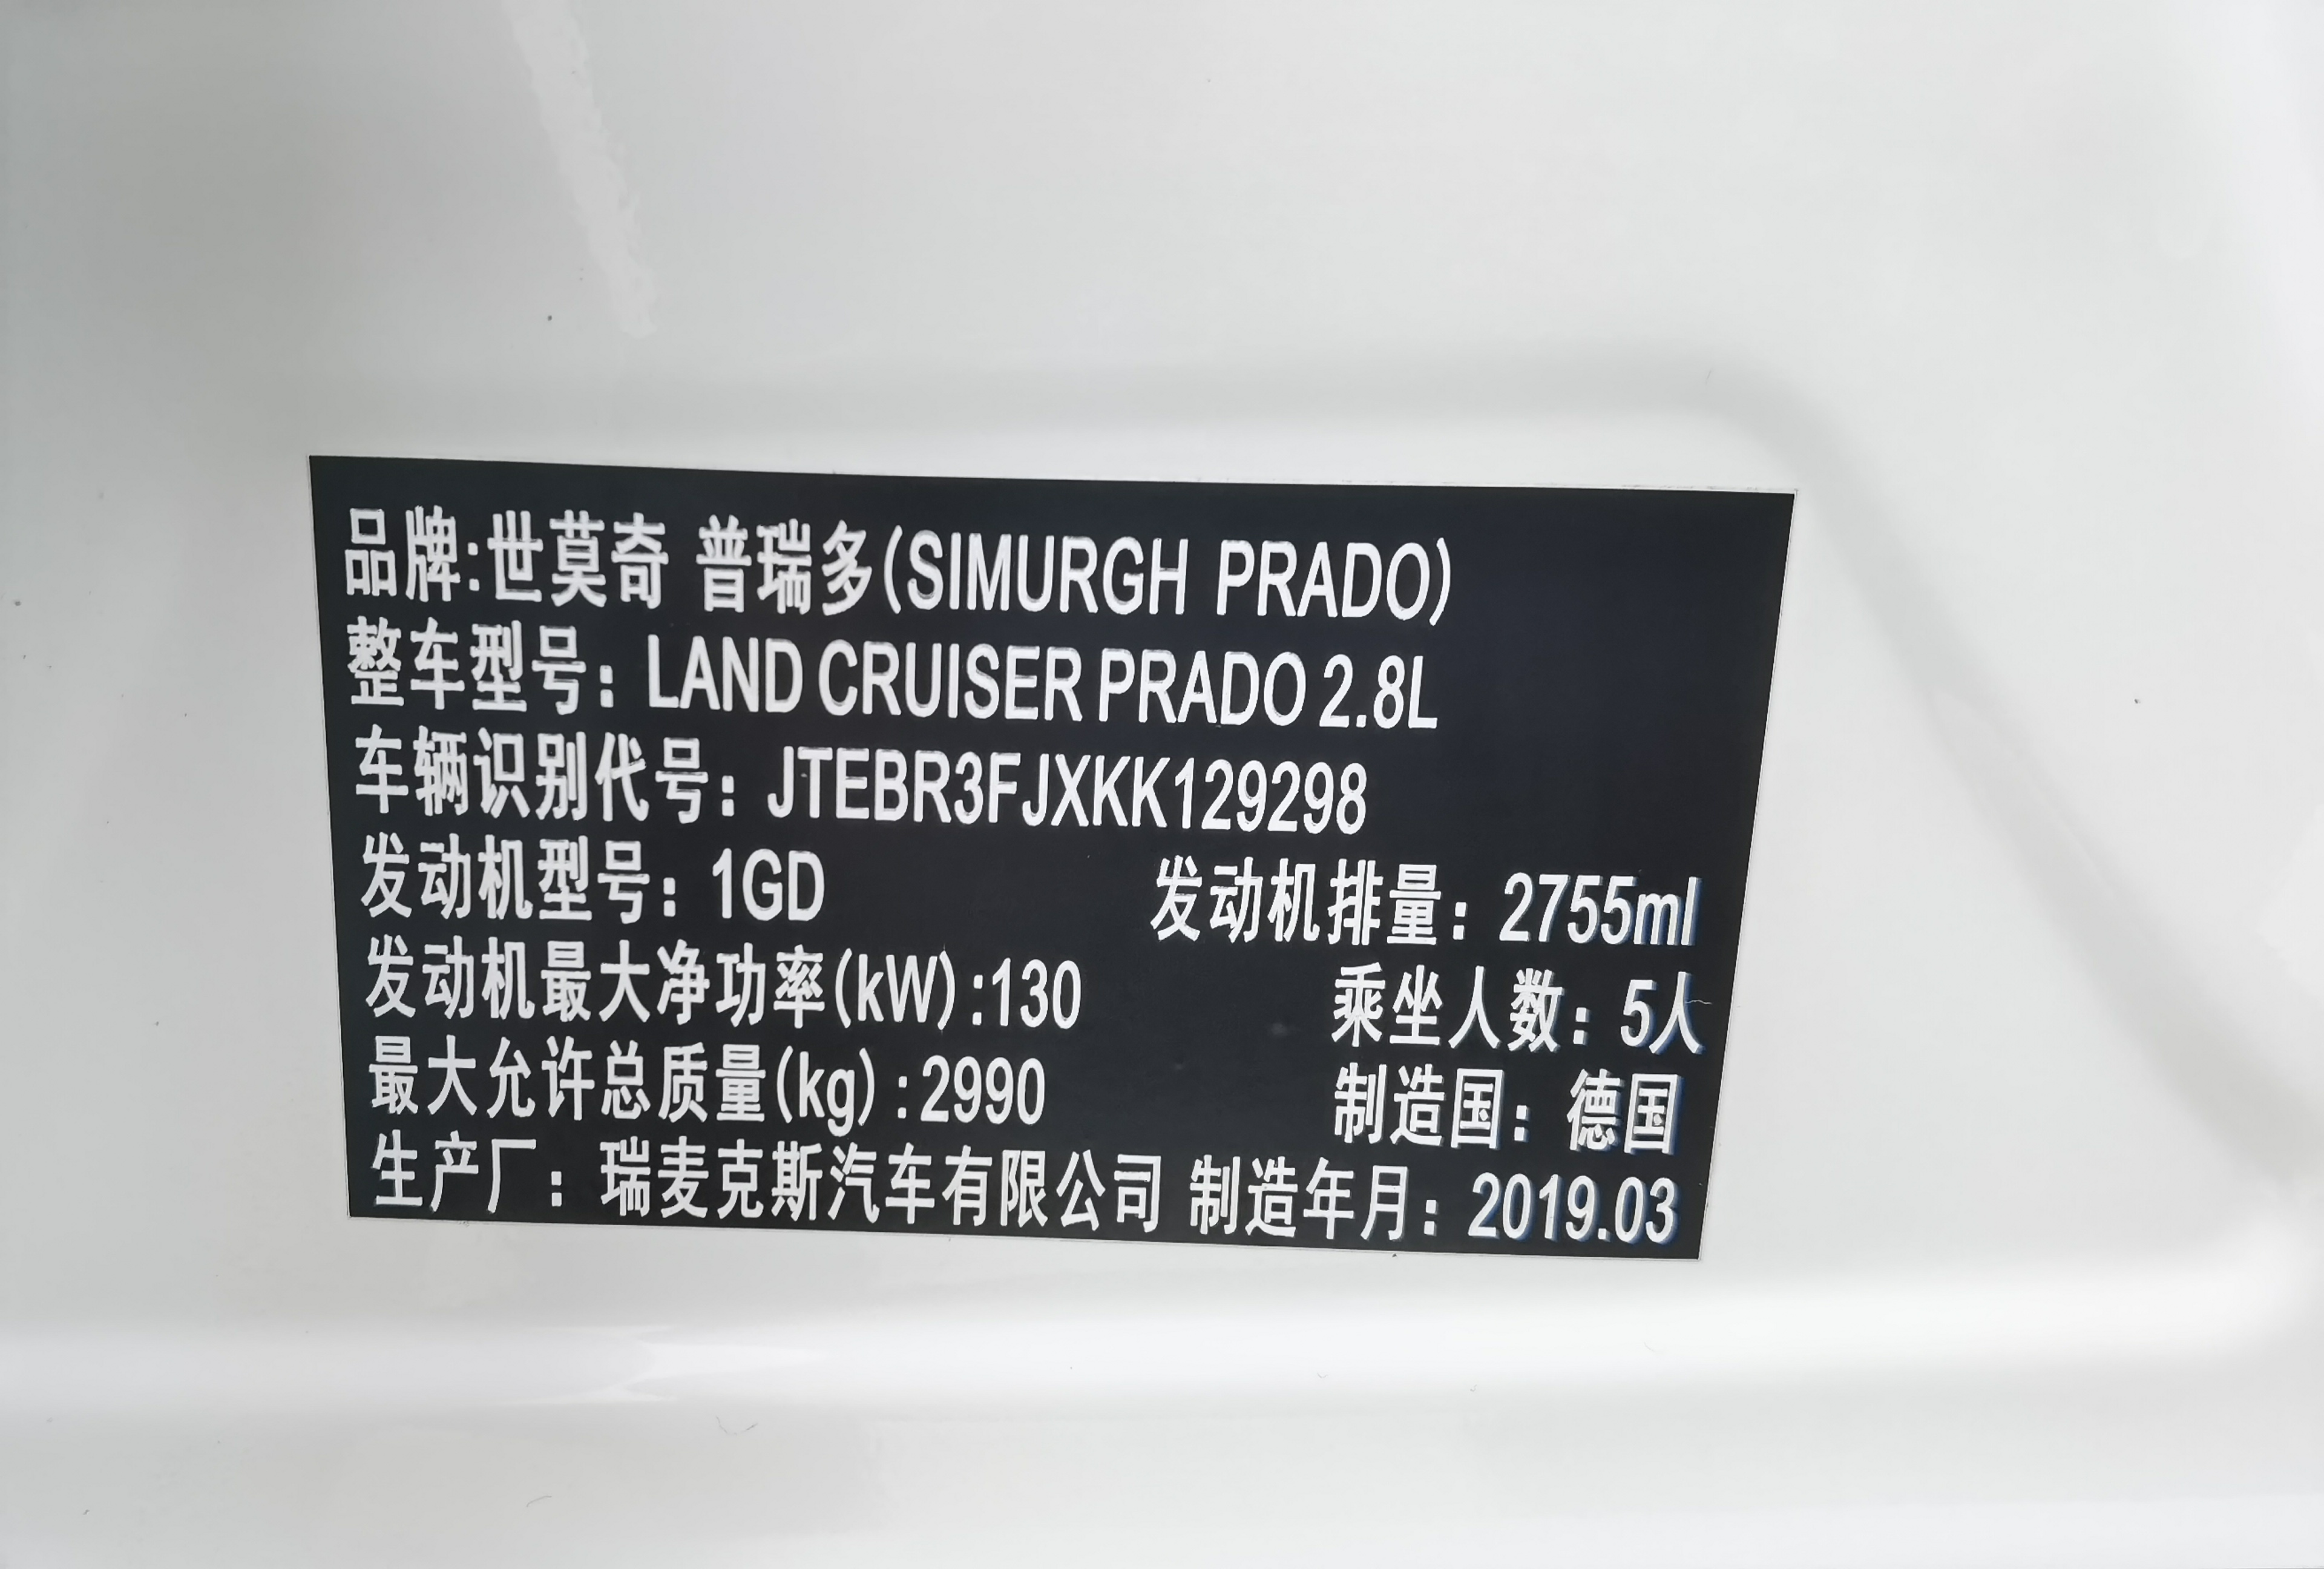 品牌:世莫奇 普瑞多(SIMURGH PRADO)
整车型号：LAND CRUISER PRADO 2.8L
车辆识别代号：JTEBR3FJXKK129298
发动机型号：1GD 发动机排量：2755ml
发动机最大净功率(kW):130 乘坐人数：5人
最大允许总质量(kg):2990 制造国：德国
生产厂：瑞麦克斯汽车有限公司 制造年月：2019.03